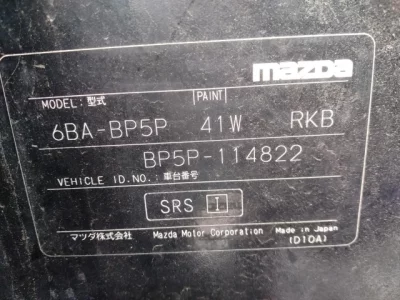 mazda
MODEL: 型式 PAINT
6BA-BP5P 41W RKB
BP5P-114822
VEHICLE ID.NO.: 車台番号
SRS I
マツダ株式会社 Mazda Motor Corporation Made in Japan
(D10A)